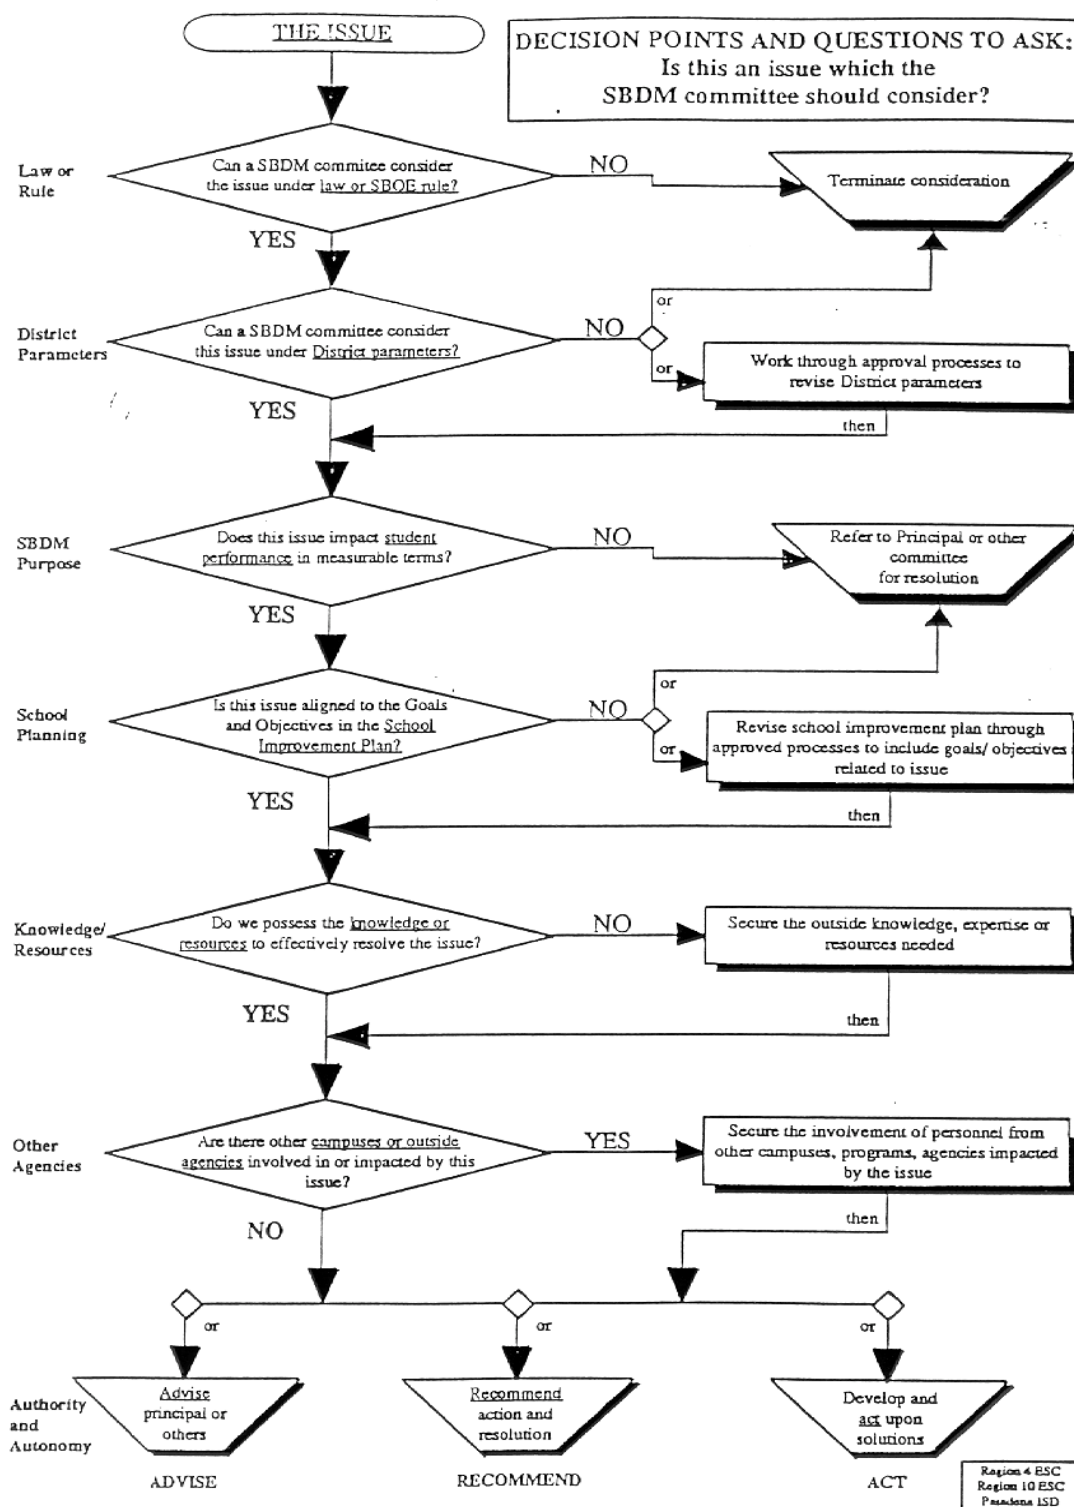 THE ISSUE
DECISION POINTS AND QUESTIONS TO ASK:
Is this an issue which the
SBDM committee should consider?
Law or
Rule
Can a SBDM commitee consider
the issue under law or SBOE rule?
NO
Terminate consideration
YES
or
District
Parameters
Can a SBDM committee consider
this issue under District parameters?
NO
or
Work through approval processes to
revise District parameters
YES
then
SBDM
Purpose
Does this issue impact student
performance in measurable terms?
NO
Refer to Principal or other
committee
for resolution
YES
or
School
Planning
Is this issue aligned to the Goals
and Objectives in the School
Improvement Plan?
NO
or
Revise school improvement plan through
approved processes to include goals/ objectives
related to issue
YES
then
Knowledge/
Resources
Do we possess the knowledge or
resources to effectively resolve the issue?
NO
Secure the outside knowledge, expertise or
resources needed
YES
then
Other
Agencies
Are there other campuses or outside
agencies involved in or impacted by this
issue?
YES
Secure the involvement of personnel from
other campuses, programs, agencies impacted
by the issue
NO
then
or
or
or
Authority
and
Autonomy
Advise
principal or
others
Recommend
action and
resolution
Develop and
act upon
solutions
ADVISE
RECOMMEND
ACT
Region 4 ESC
Region 10 ESC
Pasadena ISD